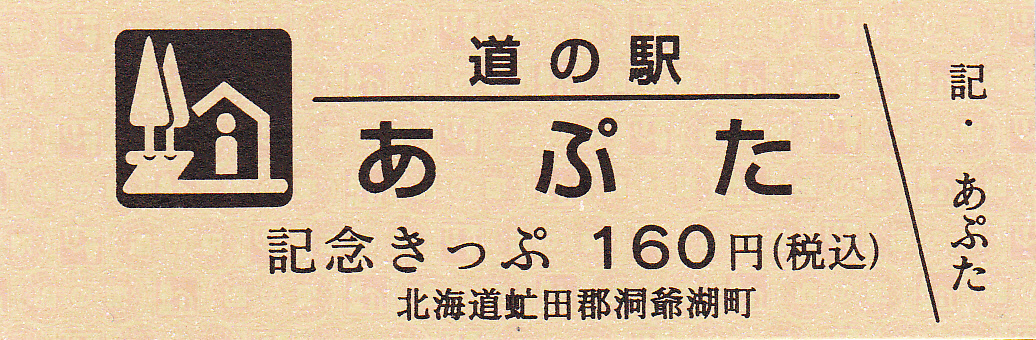 道の駅
あぷた
記念きっぷ 160円(税込)
北海道虻田郡洞爺湖町
記・あぷた